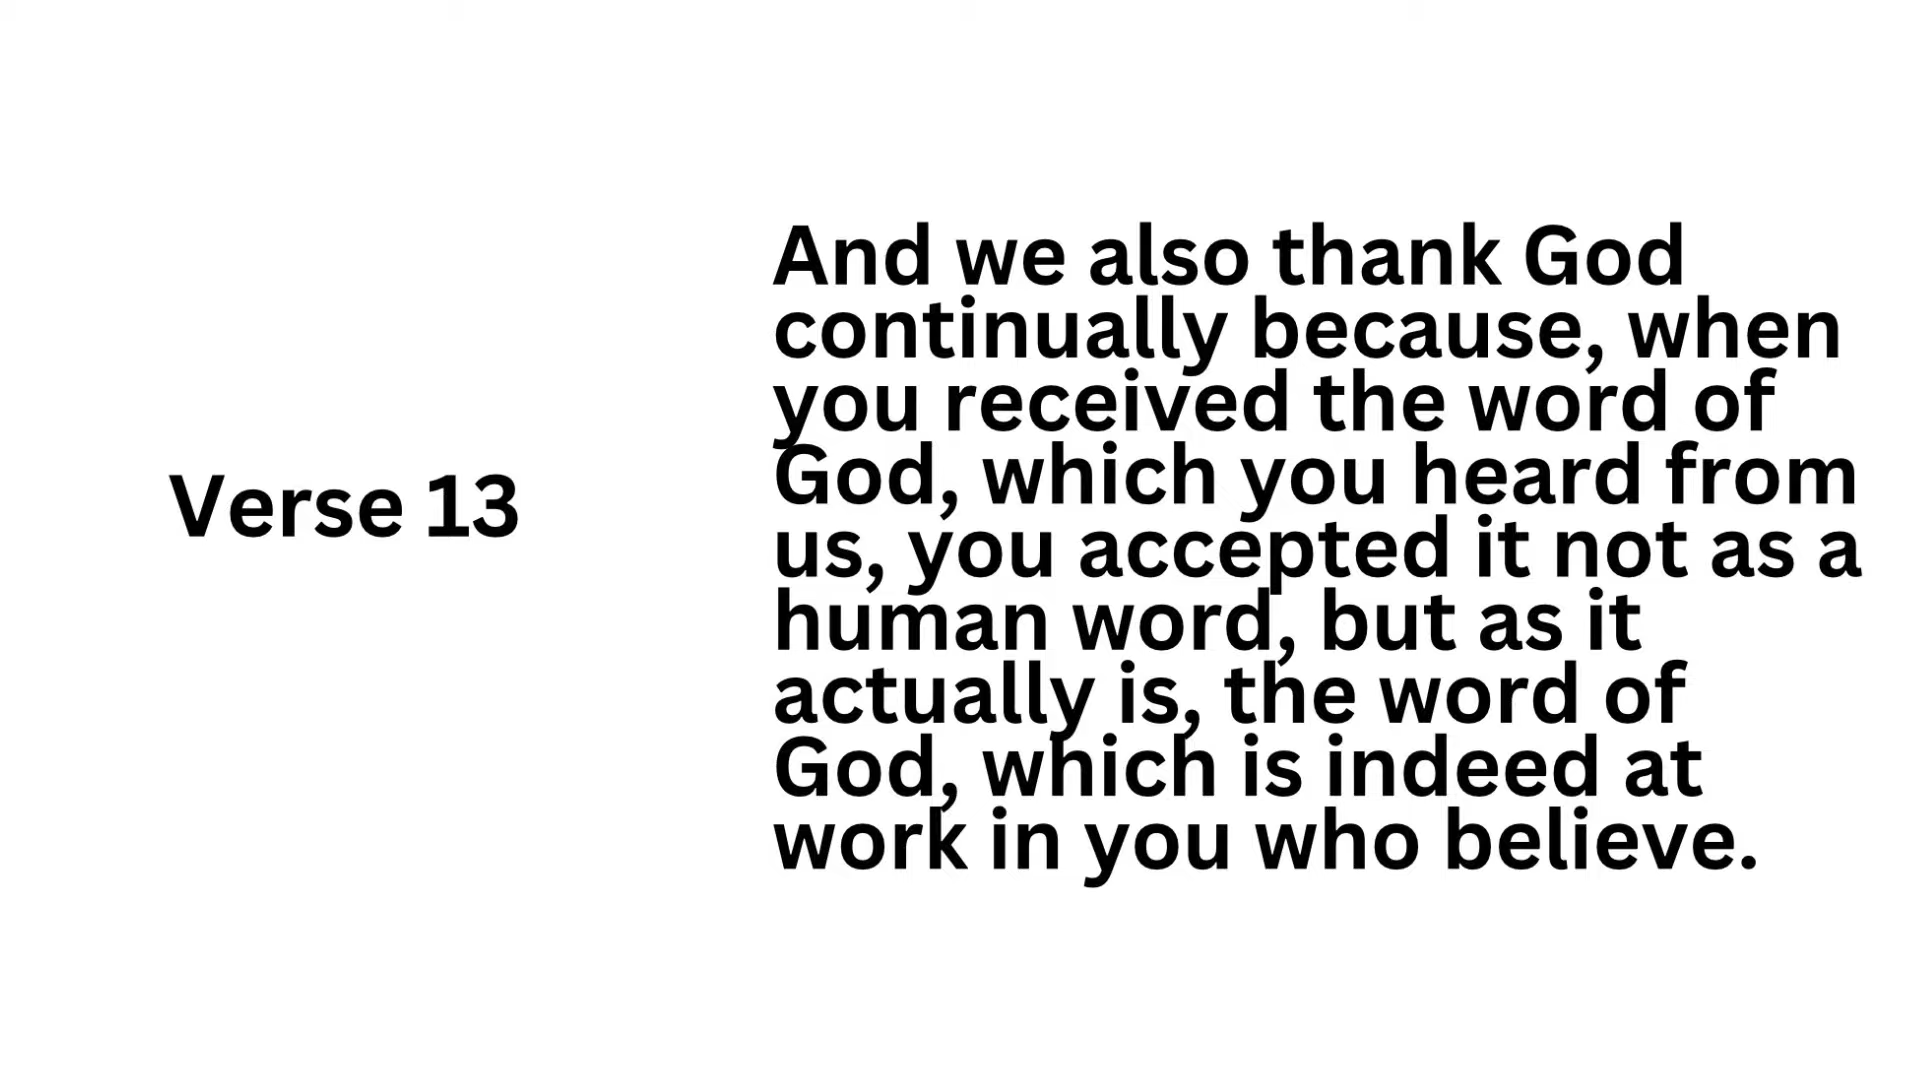 Verse 13
And we also thank God
continually because, when
you received the word of
God, which you heard from
us, you accepted it not as a
human word, but as it
actually is, the word of
God, which is indeed at
work in you who believe.